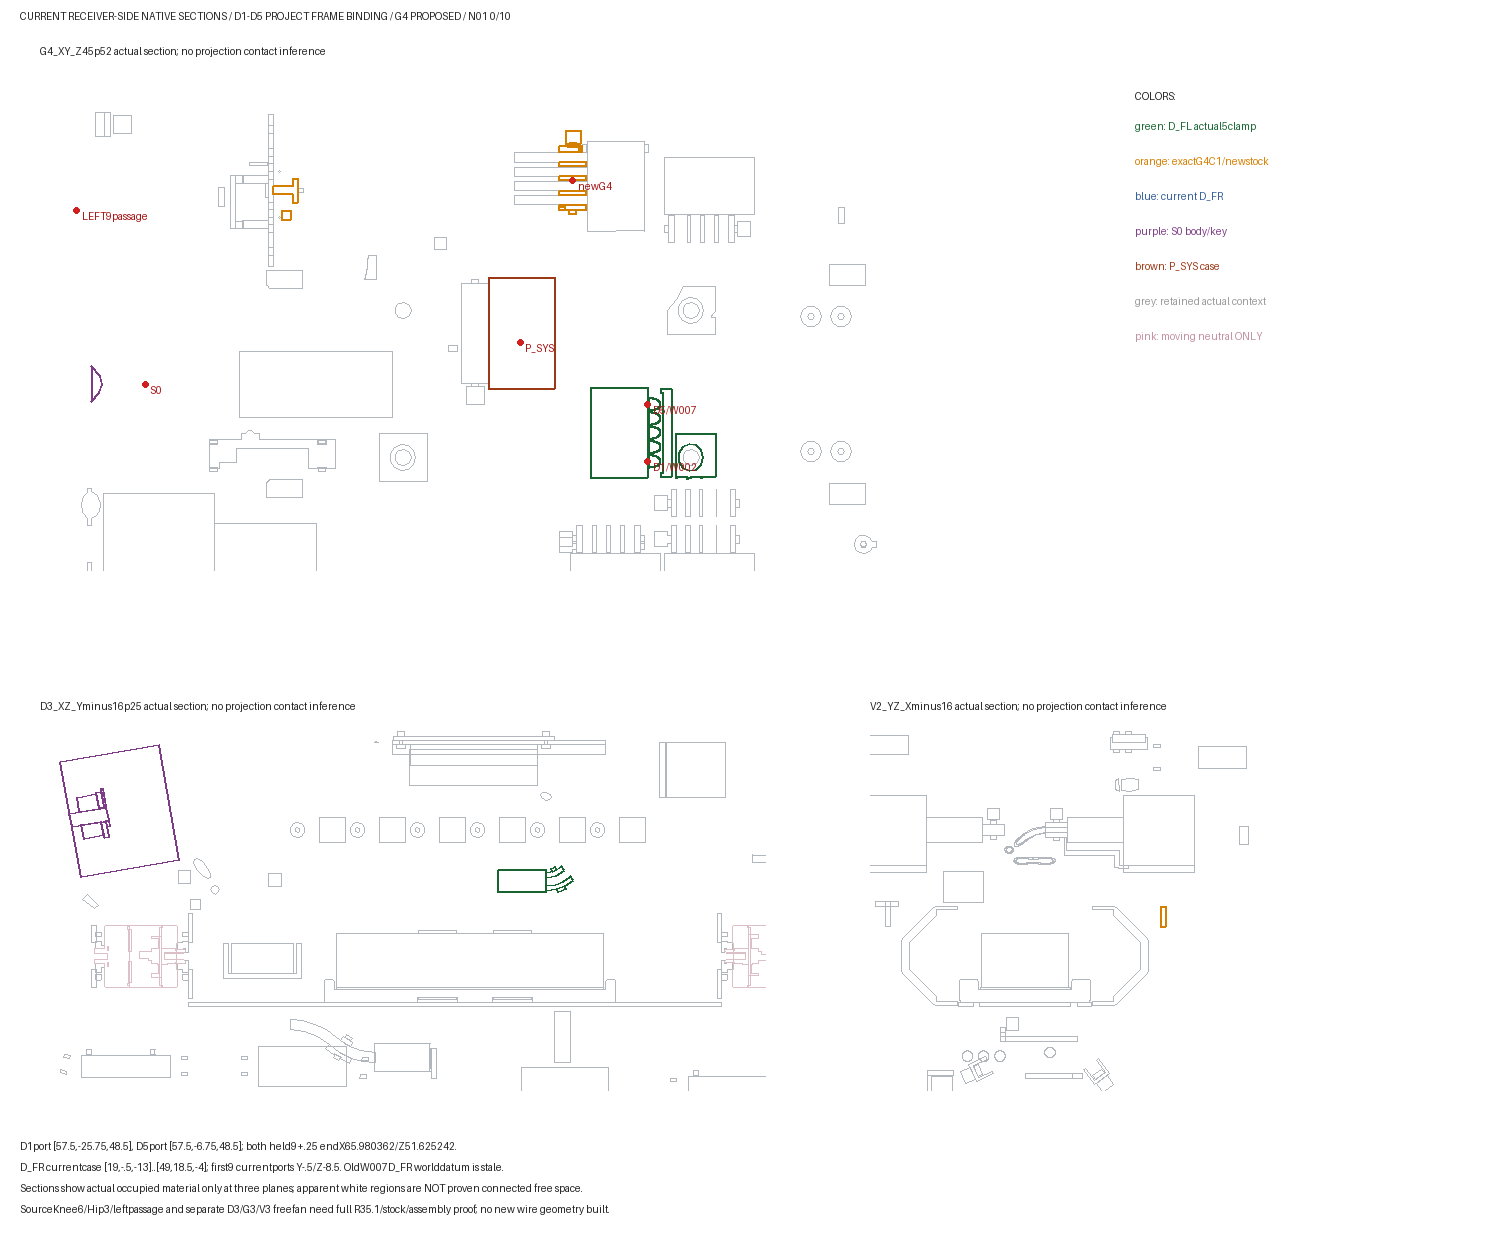 CURRENT RECEIVER-SIDE NATIVE SECTIONS / D1-D5 PROJECT FRAME BINDING / G4 PROPOSED / N01 0/10
G4_XY_Z45p52 actual section; no projection contact inference
COLORS:
green: D_FL actual5clamp
orange: exactG4C1/newstock
blue: current D_FR
purple: S0 body/key
brown: P_SYS case
grey: retained actual context
pink: moving neutral ONLY
newG4
LEFT9passage
P_SYS
S0
D5/W007
/W002
D3_XZ_Yminus16p25 actual section; no projection contact inference
V2_YZ_Xminus16 actual section; no projection contact inference
D1port [57.5,-25.75,48.5], D5port [57.5,-6.75,48.5]; both held9+.25 endX65.980362/Z51.625242.
D_FR currentcase [19,-.5,-13]..[49,18.5,-4]; first9 currentports Y-.5/Z-8.5. OldW007D_FR worlddatum is stale.
Sections show actual occupied material only at three planes; apparent white regions are NOT proven connected free space.
SourceKnee6/Hip3/leftpassage and separate D3/G3/V3 freefan need full R35.1/stock/assembly proof; no new wire geometry built.